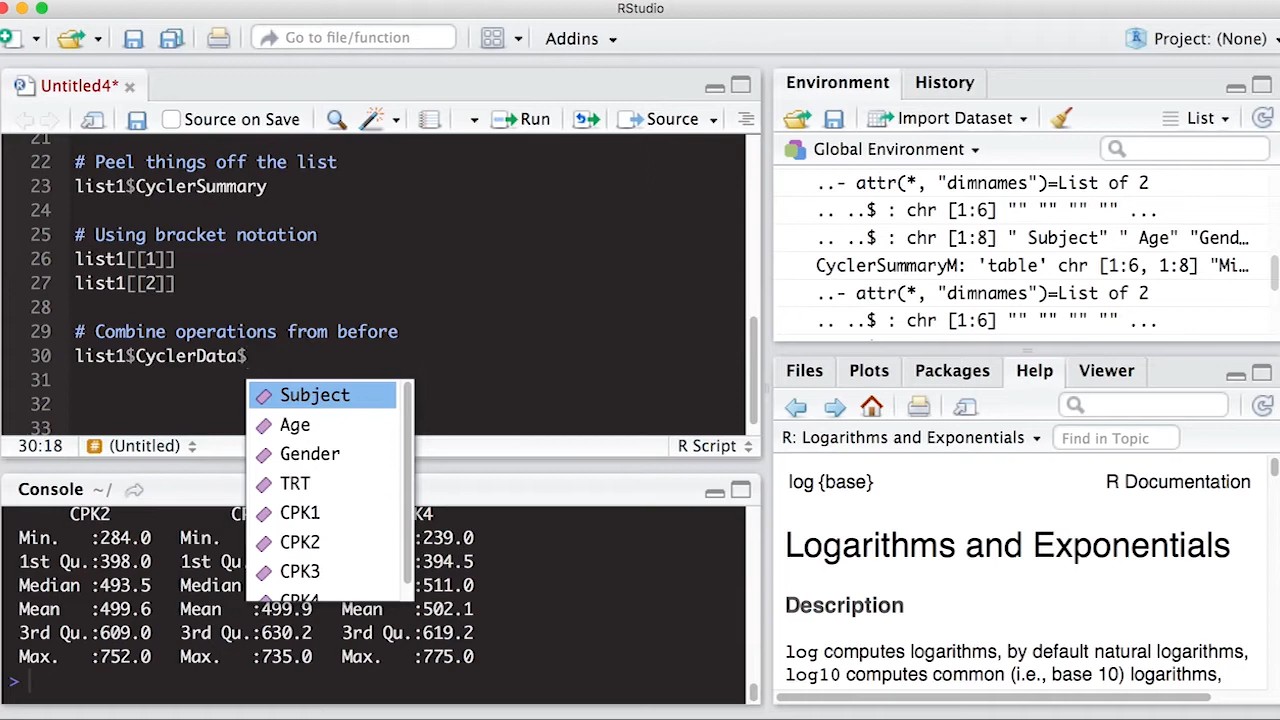 RStudio
Go to file/function
Addins
Project: (None)
Untitled4*
Source on Save
Run
Source
21
22 # Peel things off the list
23 list1$CyclerSummary
24
25 # Using bracket notation
26 list1[[1]]
27 list1[[2]]
28
29 # Combine operations from before
30 list1$CyclerData$
31
32
33
Subject
Age
Gender
TRT
CPK1
CPK2
CPK3
CPK4
30:18 # (Untitled) R Script
Console ~/
CPK2 CP K4
Min. :284.0 Min. :239.0
1st Qu.:398.0 1st Qu :394.5
Median :493.5 Median :511.0
Mean :499.6 Mean :499.9 Mean :502.1
3rd Qu.:609.0 3rd Qu.:630.2 3rd Qu.:619.2
Max. :752.0 Max. :735.0 Max. :775.0
>
Environment History
Import Dataset List
Global Environment
..- attr(*, "dimnames")=List of 2
.. ..$ : chr [1:6] "" "" "" "" ...
.. ..$ : chr [1:8] " Subject" " Age" "Gend…
CyclerSummaryM: 'table' chr [1:6, 1:8] "Mi…
..- attr(*, "dimnames")=List of 2
.. ..$ : chr [1:6] "" "" "" "" ...
Files Plots Packages Help Viewer
R: Logarithms and Exponentials Find in Topic
log {base} R Documentation
Logarithms and Exponentials
Description
log computes logarithms, by default natural logarithms,
log10 computes common (i.e., base 10) logarithms,